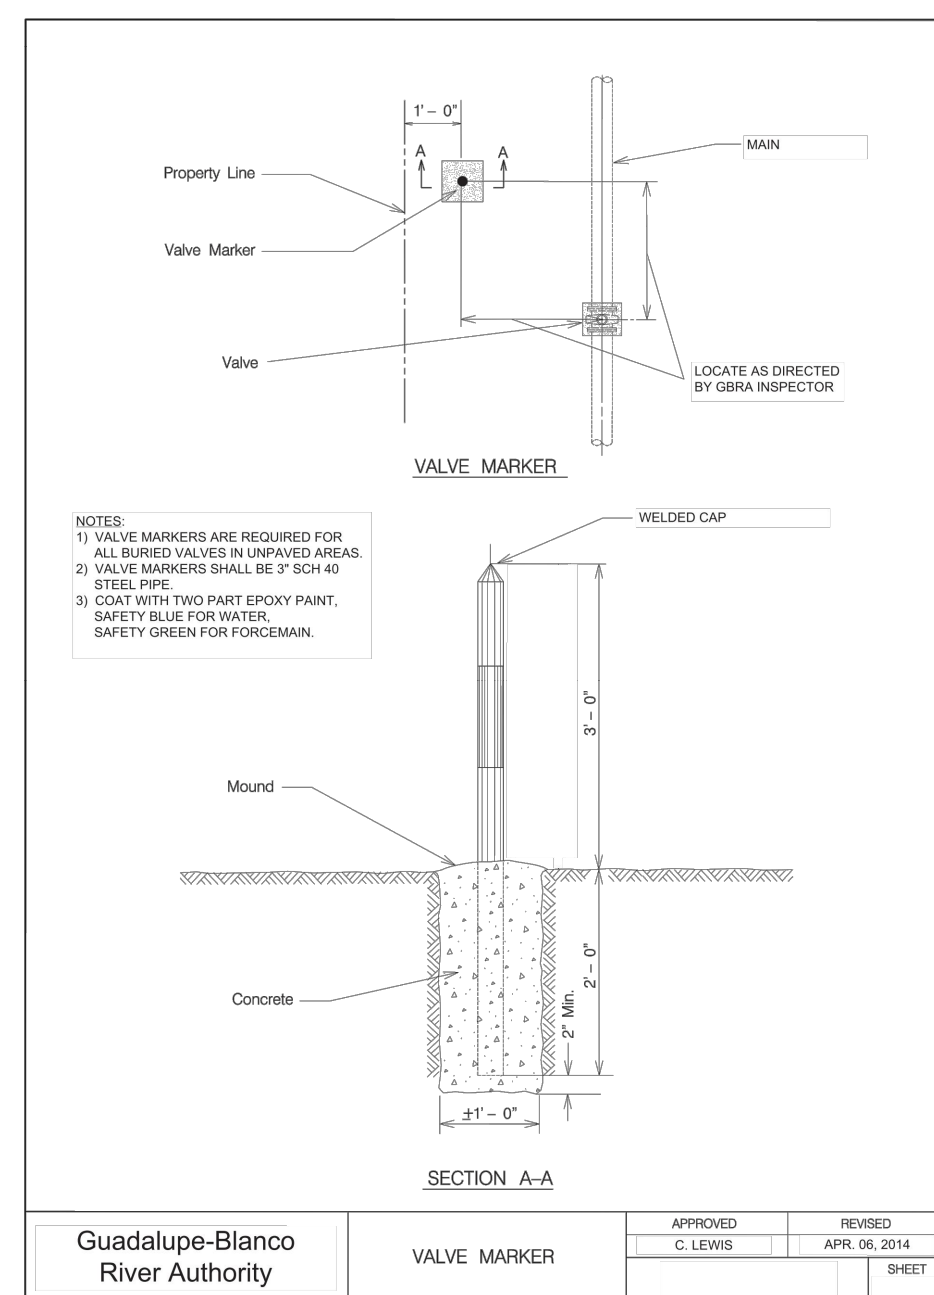 1'– 0"
A
A
MAIN
Property Line
Valve Marker
Valve
LOCATE AS DIRECTED
BY GBRA INSPECTOR
VALVE MARKER
NOTES:
1) VALVE MARKERS ARE REQUIRED FOR
ALL BURIED VALVES IN UNPAVED AREAS.
2) VALVE MARKERS SHALL BE 3" SCH 40
STEEL PIPE.
3) COAT WITH TWO PART EPOXY PAINT,
SAFETY BLUE FOR WATER,
SAFETY GREEN FOR FORCEMAIN.
WELDED CAP
3'– 0"
Mound
Concrete
2'– 0"
2" Min.
±1'– 0"
SECTION A–A
Guadalupe-Blanco
River Authority
VALVE MARKER
APPROVED
REVISED
C. LEWIS
APR. 06, 2014
SHEET